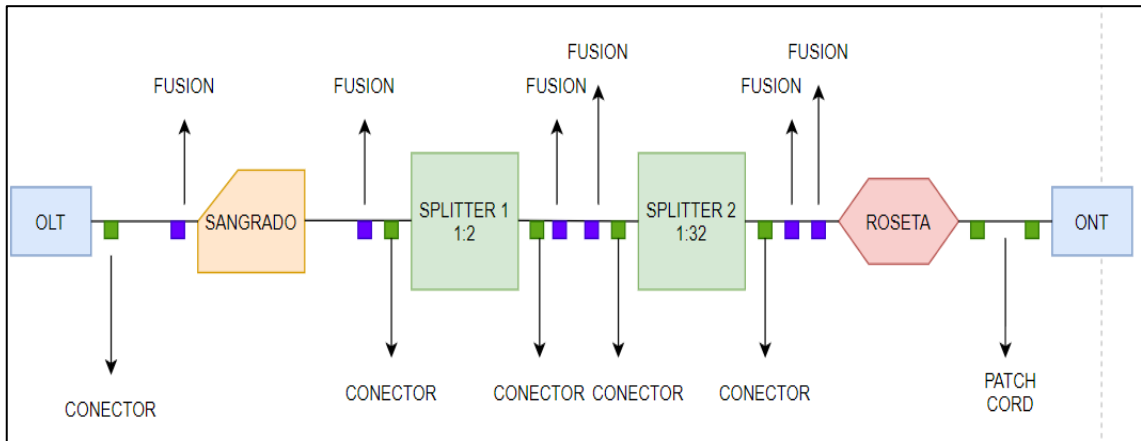 FUSION
FUSION
FUSION
FUSION
FUSION
FUSION
OLT
SANGRADO
SPLITTER 1
1:2
SPLITTER 2
1:32
ROSETA
ONT
CONECTOR
CONECTOR
CONECTOR
CONECTOR
CONECTOR
PATCH
CORD